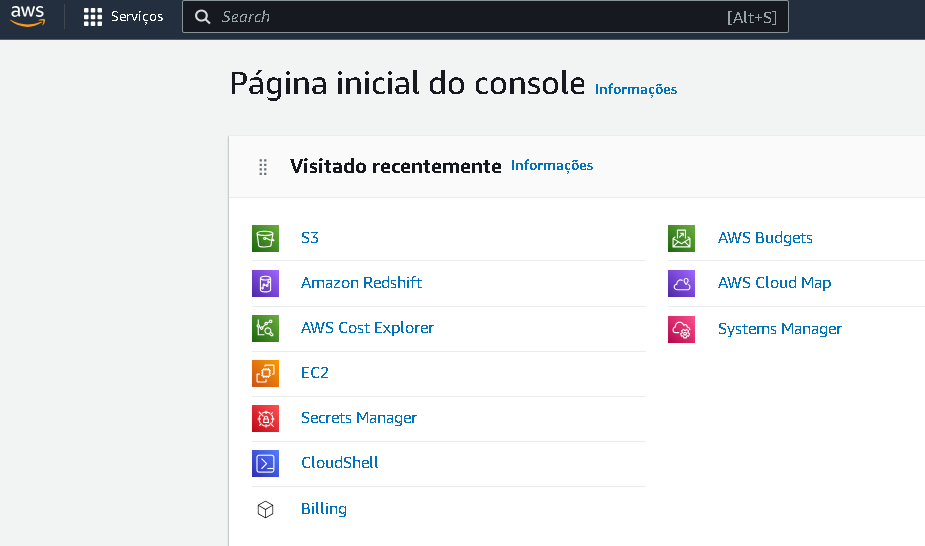 aws
Serviços
Search
[Alt+S]
Página inicial do console Informações
Visitado recentemente Informações
S3
Amazon Redshift
AWS Cost Explorer
EC2
Secrets Manager
CloudShell
Billing
AWS Budgets
AWS Cloud Map
Systems Manager